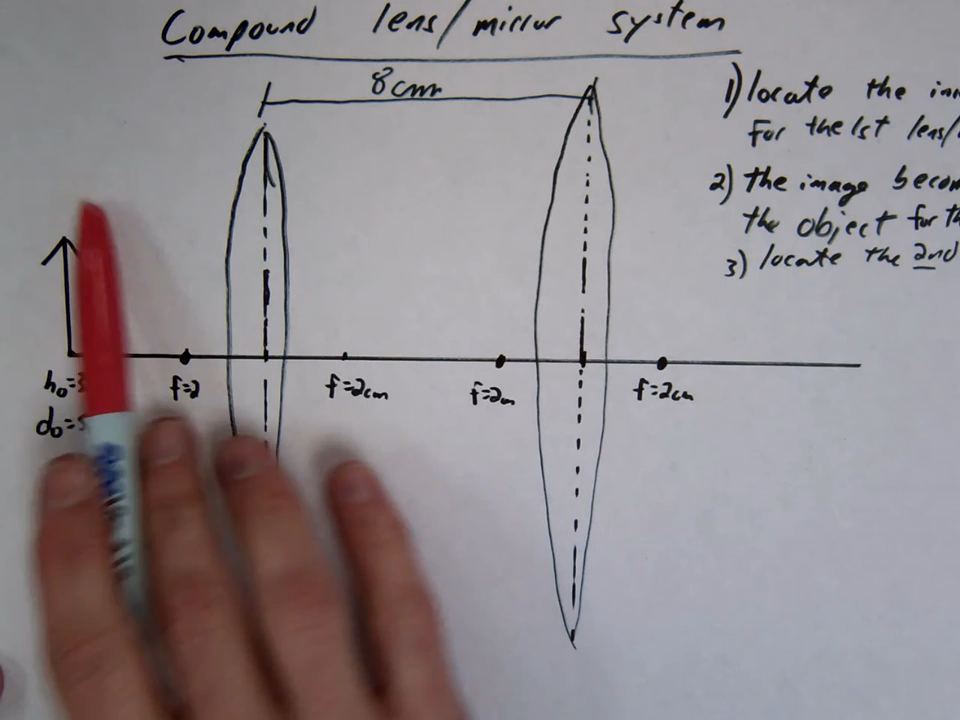 Compound lens/mirror system
8cm
1) locate the
for the 1st lens/
2) the image
the object for
3) locate the 2nd
f=2
f=2cm
f=2cm
f=2cm